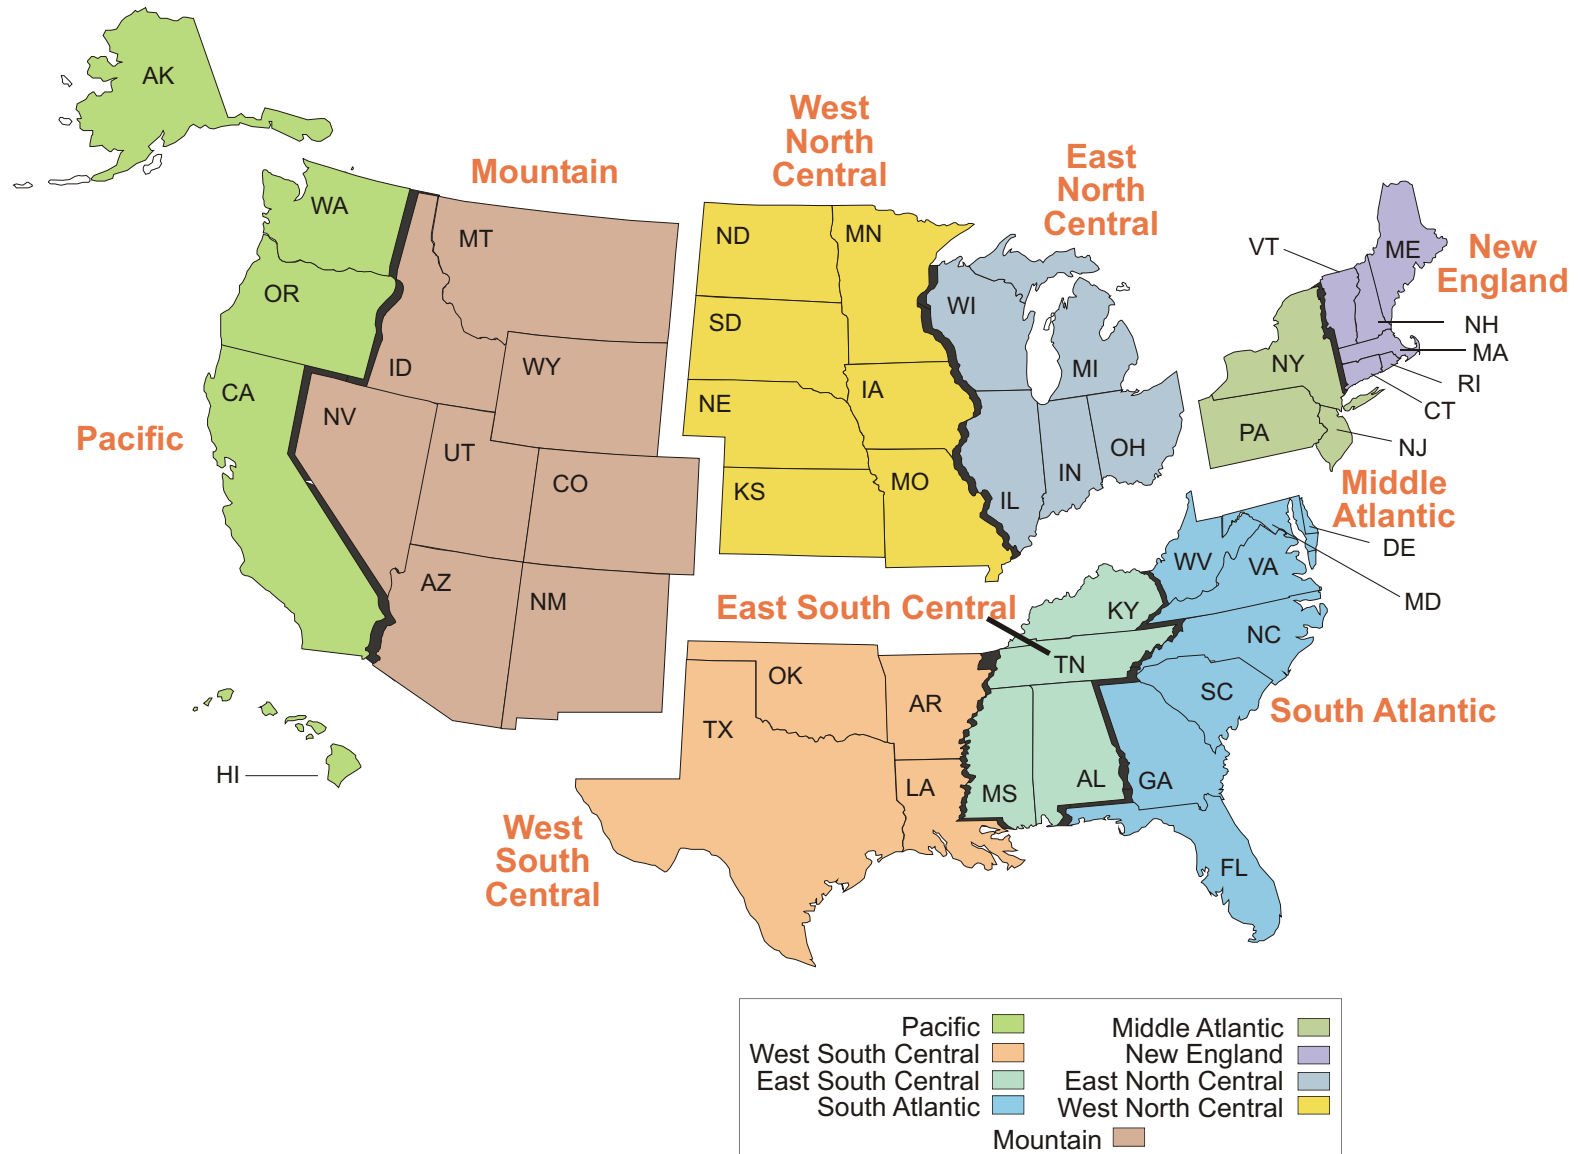 AK
West
North
Central
East
North
Central
Mountain
WA
MT
ND
MN
VT
ME
New
England
OR
WI
SD
NH
MA
ID
WY
MI
NY
RI
CA
NV
NE
IA
CT
Pacific
UT
PA
NJ
OH
CO
KS
MO
IN
IL
Middle
Atlantic
DE
AZ
NM
WV
VA
MD
East South Central
KY
NC
TN
OK
AR
SC
South Atlantic
TX
HI
LA
MS
AL
GA
West
South
Central
FL
Pacific
Middle Atlantic
West South Central
New England
East South Central
East North Central
South Atlantic
West North Central
Mountain